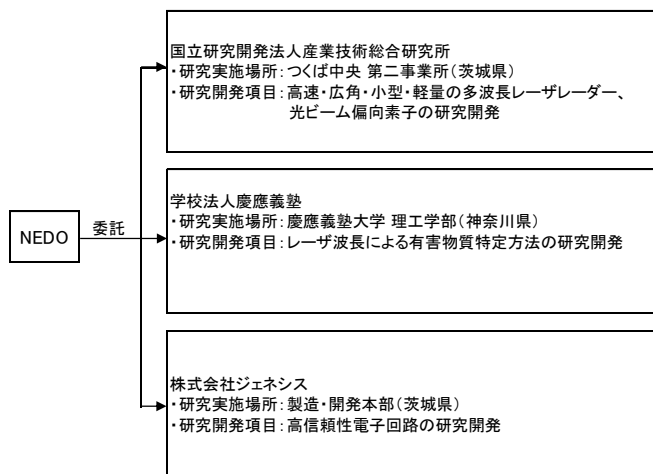 国立研究開発法人産業技術総合研究所
・研究実施場所：つくば中央 第二事業所（茨城県）
・研究開発項目：高速・広角・小型・軽量の多波長レーザレーダー、
光ビーム偏向素子の研究開発
学校法人慶應義塾
・研究実施場所：慶應義塾大学 理工学部（神奈川県）
・研究開発項目：レーザ波長による有害物質特定方法の研究開発
NEDO
委託
株式会社ジェネシス
・研究実施場所：製造・開発本部（茨城県）
・研究開発項目：高信頼性電子回路の研究開発